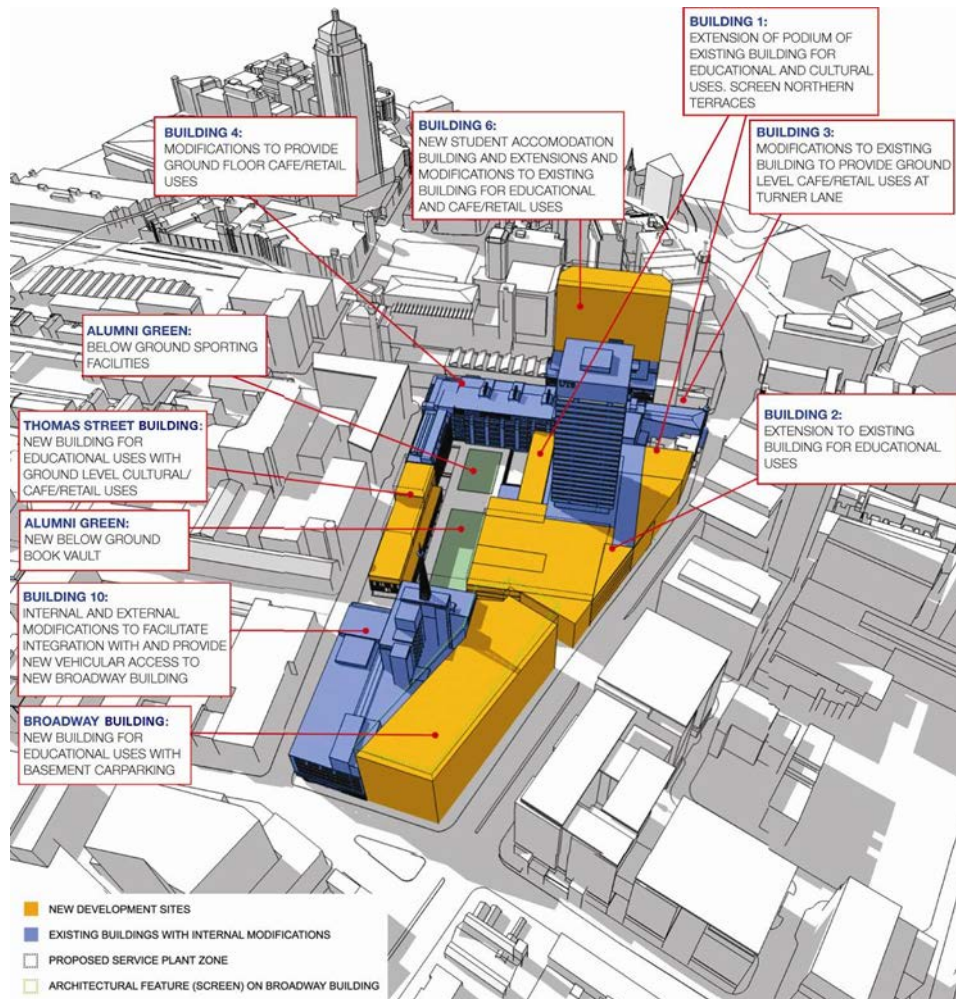 BUILDING 1:
EXTENSION OF PODIUM OF
EXISTING BUILDING FOR
EDUCATIONAL AND CULTURAL
USES. SCREEN NORTHERN
TERRACES
BUILDING 4:
MODIFICATIONS TO PROVIDE
GROUND FLOOR CAFE/RETAIL
USES
BUILDING 6:
NEW STUDENT ACCOMODATION
BUILDING AND EXTENSIONS AND
MODIFICATIONS TO EXISTING
BUILDING FOR EDUCATIONAL
AND CAFE/RETAIL USES
BUILDING 3:
MODIFICATIONS TO EXISTING
BUILDING TO PROVIDE GROUND
LEVEL CAFE/RETAIL USES AT
TURNER LANE
ALUMNI GREEN:
BELOW GROUND SPORTING
FACILITIES
UTS
THOMAS STREET BUILDING:
NEW BUILDING FOR
EDUCATIONAL USES WITH
GROUND LEVEL CULTURAL/
CAFE/RETAIL USES
BUILDING 2:
EXTENSION TO EXISTING
BUILDING FOR EDUCATIONAL
USES
ALUMNI GREEN:
NEW BELOW GROUND
BOOK VAULT
BUILDING 10:
INTERNAL AND EXTERNAL
MODIFICATIONS TO FACILITATE
INTEGRATION WITH AND PROVIDE
NEW VEHICULAR ACCESS TO
NEW BROADWAY BUILDING
BROADWAY BUILDING:
NEW BUILDING FOR
EDUCATIONAL USES WITH
BASEMENT CARPARKING
NEW DEVELOPMENT SITES
EXISTING BUILDINGS WITH INTERNAL MODIFICATIONS
PROPOSED SERVICE PLANT ZONE
ARCHITECTURAL FEATURE (SCREEN) ON BROADWAY BUILDING